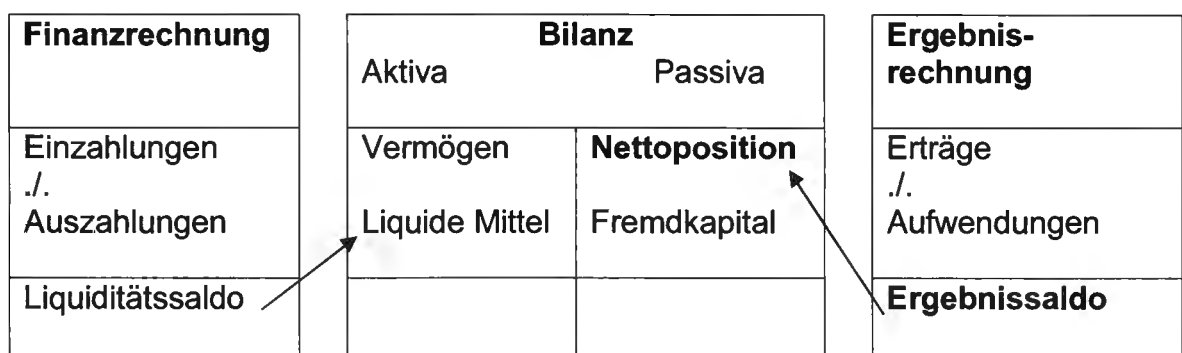 Finanzrechnung
Einzahlungen
./.
Auszahlungen
Liquiditätssaldo
Bilanz
Aktiva Passiva
Vermögen Nettoposition
Liquide Mittel Fremdkapital
Ergebnis-
rechnung
Erträge
./.
Aufwendungen
Ergebnissaldo